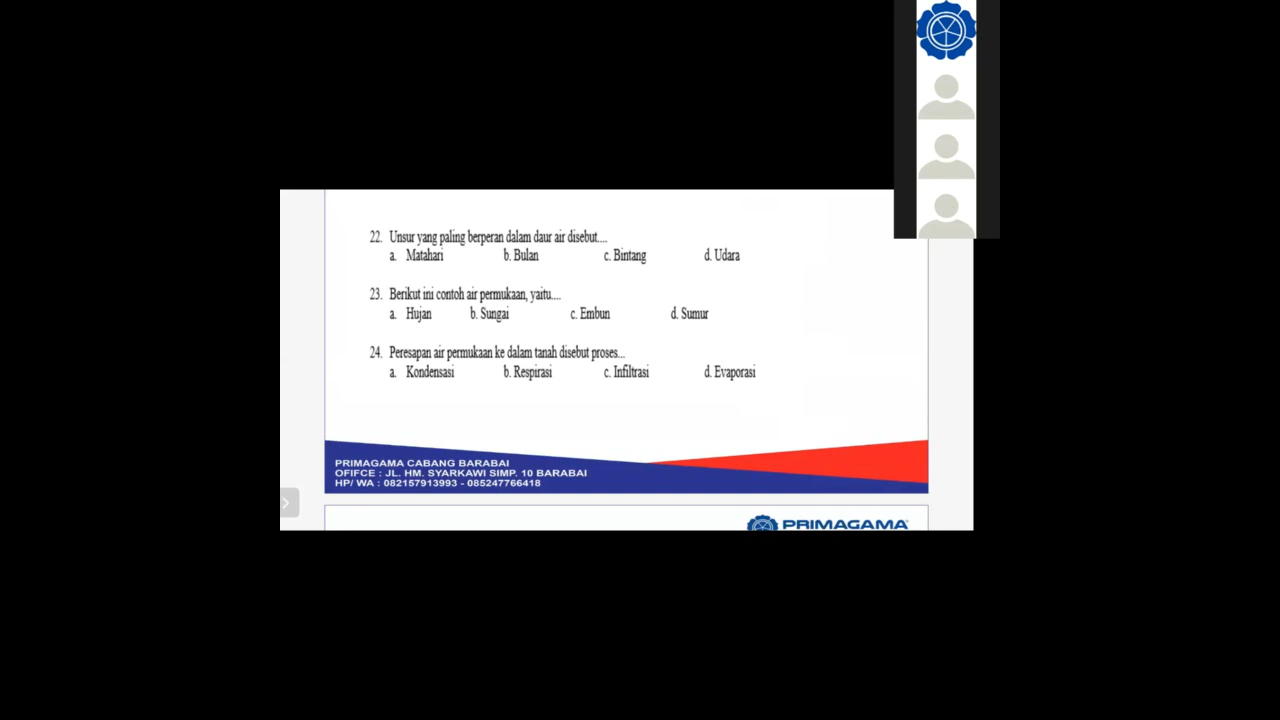 22. Unsur yang paling berperan dalam daur air disebut....
a. Matahari b. Bulan c. Bintang d. Udara
23. Berikut ini contoh air permukaan, yaitu....
a. Hujan b. Sungai c. Embun d. Sumur
24. Peresapan air permukaan ke dalam tanah disebut proses...
a. Kondensasi b. Respirasi c. Infiltrasi d. Evaporasi
PRIMAGAMA CABANG BARABAI
OFIFCE : JL. HM. SYARKAWI SIMP. 10 BARABAI
HP/ WA : 082157913993 - 085247766418
PRIMAGAMA